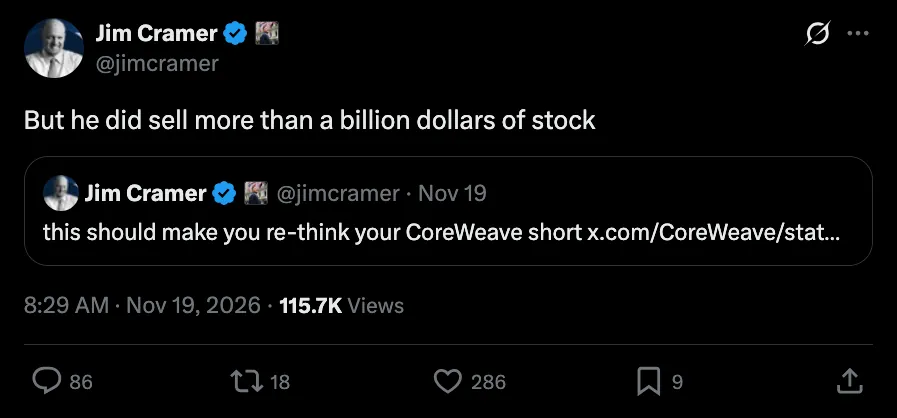 Jim Cramer
@jimcramer
But he did sell more than a billion dollars of stock
Jim Cramer @jimcramer · Nov 19
this should make you re-think your CoreWeave short x.com/CoreWeave/stat...
8:29 AM · Nov 19, 2026 · 115.7K Views
86 18 286 9